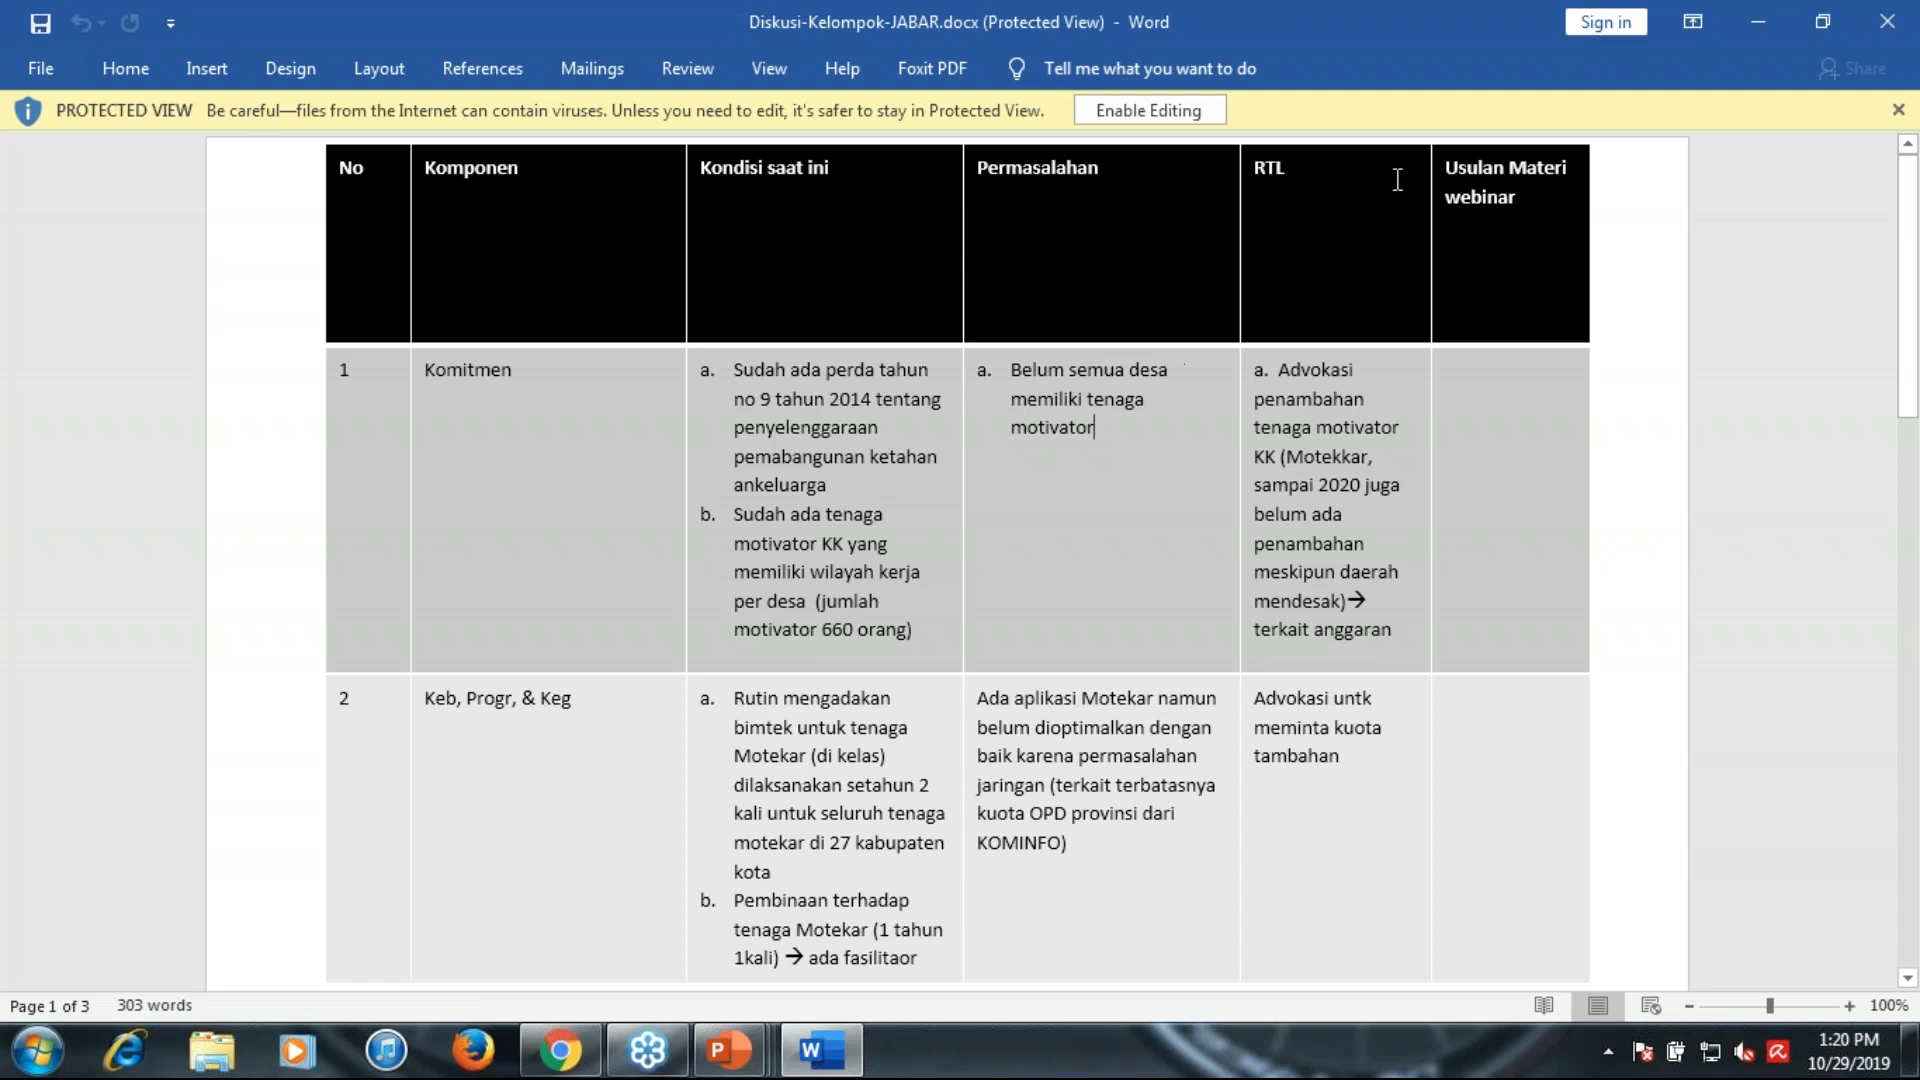 Diskusi-Kelompok-JABAR.docx (Protected View) - Word
Sign in
File Home Insert Design Layout References Mailings Review View Help Foxit PDF Tell me what you want to do Share
PROTECTED VIEW Be careful—files from the Internet can contain viruses. Unless you need to edit, it's safer to stay in Protected View. Enable Editing
No
Komponen
Kondisi saat ini
Permasalahan
RTL
Usulan Materi
webinar
1
Komitmen
a. Sudah ada perda tahun
no 9 tahun 2014 tentang
penyelenggaraan
pemabangunan ketahan
ankeluarga
b. Sudah ada tenaga
motivator KK yang
memiliki wilayah kerja
per desa (jumlah
motivator 660 orang)
a. Belum semua desa
memiliki tenaga
motivator
a. Advokasi
penambahan
tenaga motivator
KK (Motekkar,
sampai 2020 juga
belum ada
penambahan
meskipun daerah
mendesak)→
terkait anggaran
2
Keb, Progr, & Keg
a. Rutin mengadakan
bimtek untuk tenaga
Motekar (di kelas)
dilaksanakan setahun 2
kali untuk seluruh tenaga
motekar di 27 kabupaten
kota
b. Pembinaan terhadap
tenaga Motekar (1 tahun
1kali) → ada fasilitaor
Ada aplikasi Motekar namun
belum dioptimalkan dengan
baik karena permasalahan
jaringan (terkait terbatasnya
kuota OPD provinsi dari
KOMINFO)
Advokasi untk
meminta kuota
tambahan
Page 1 of 3 303 words
100%
1:20 PM
10/29/2019